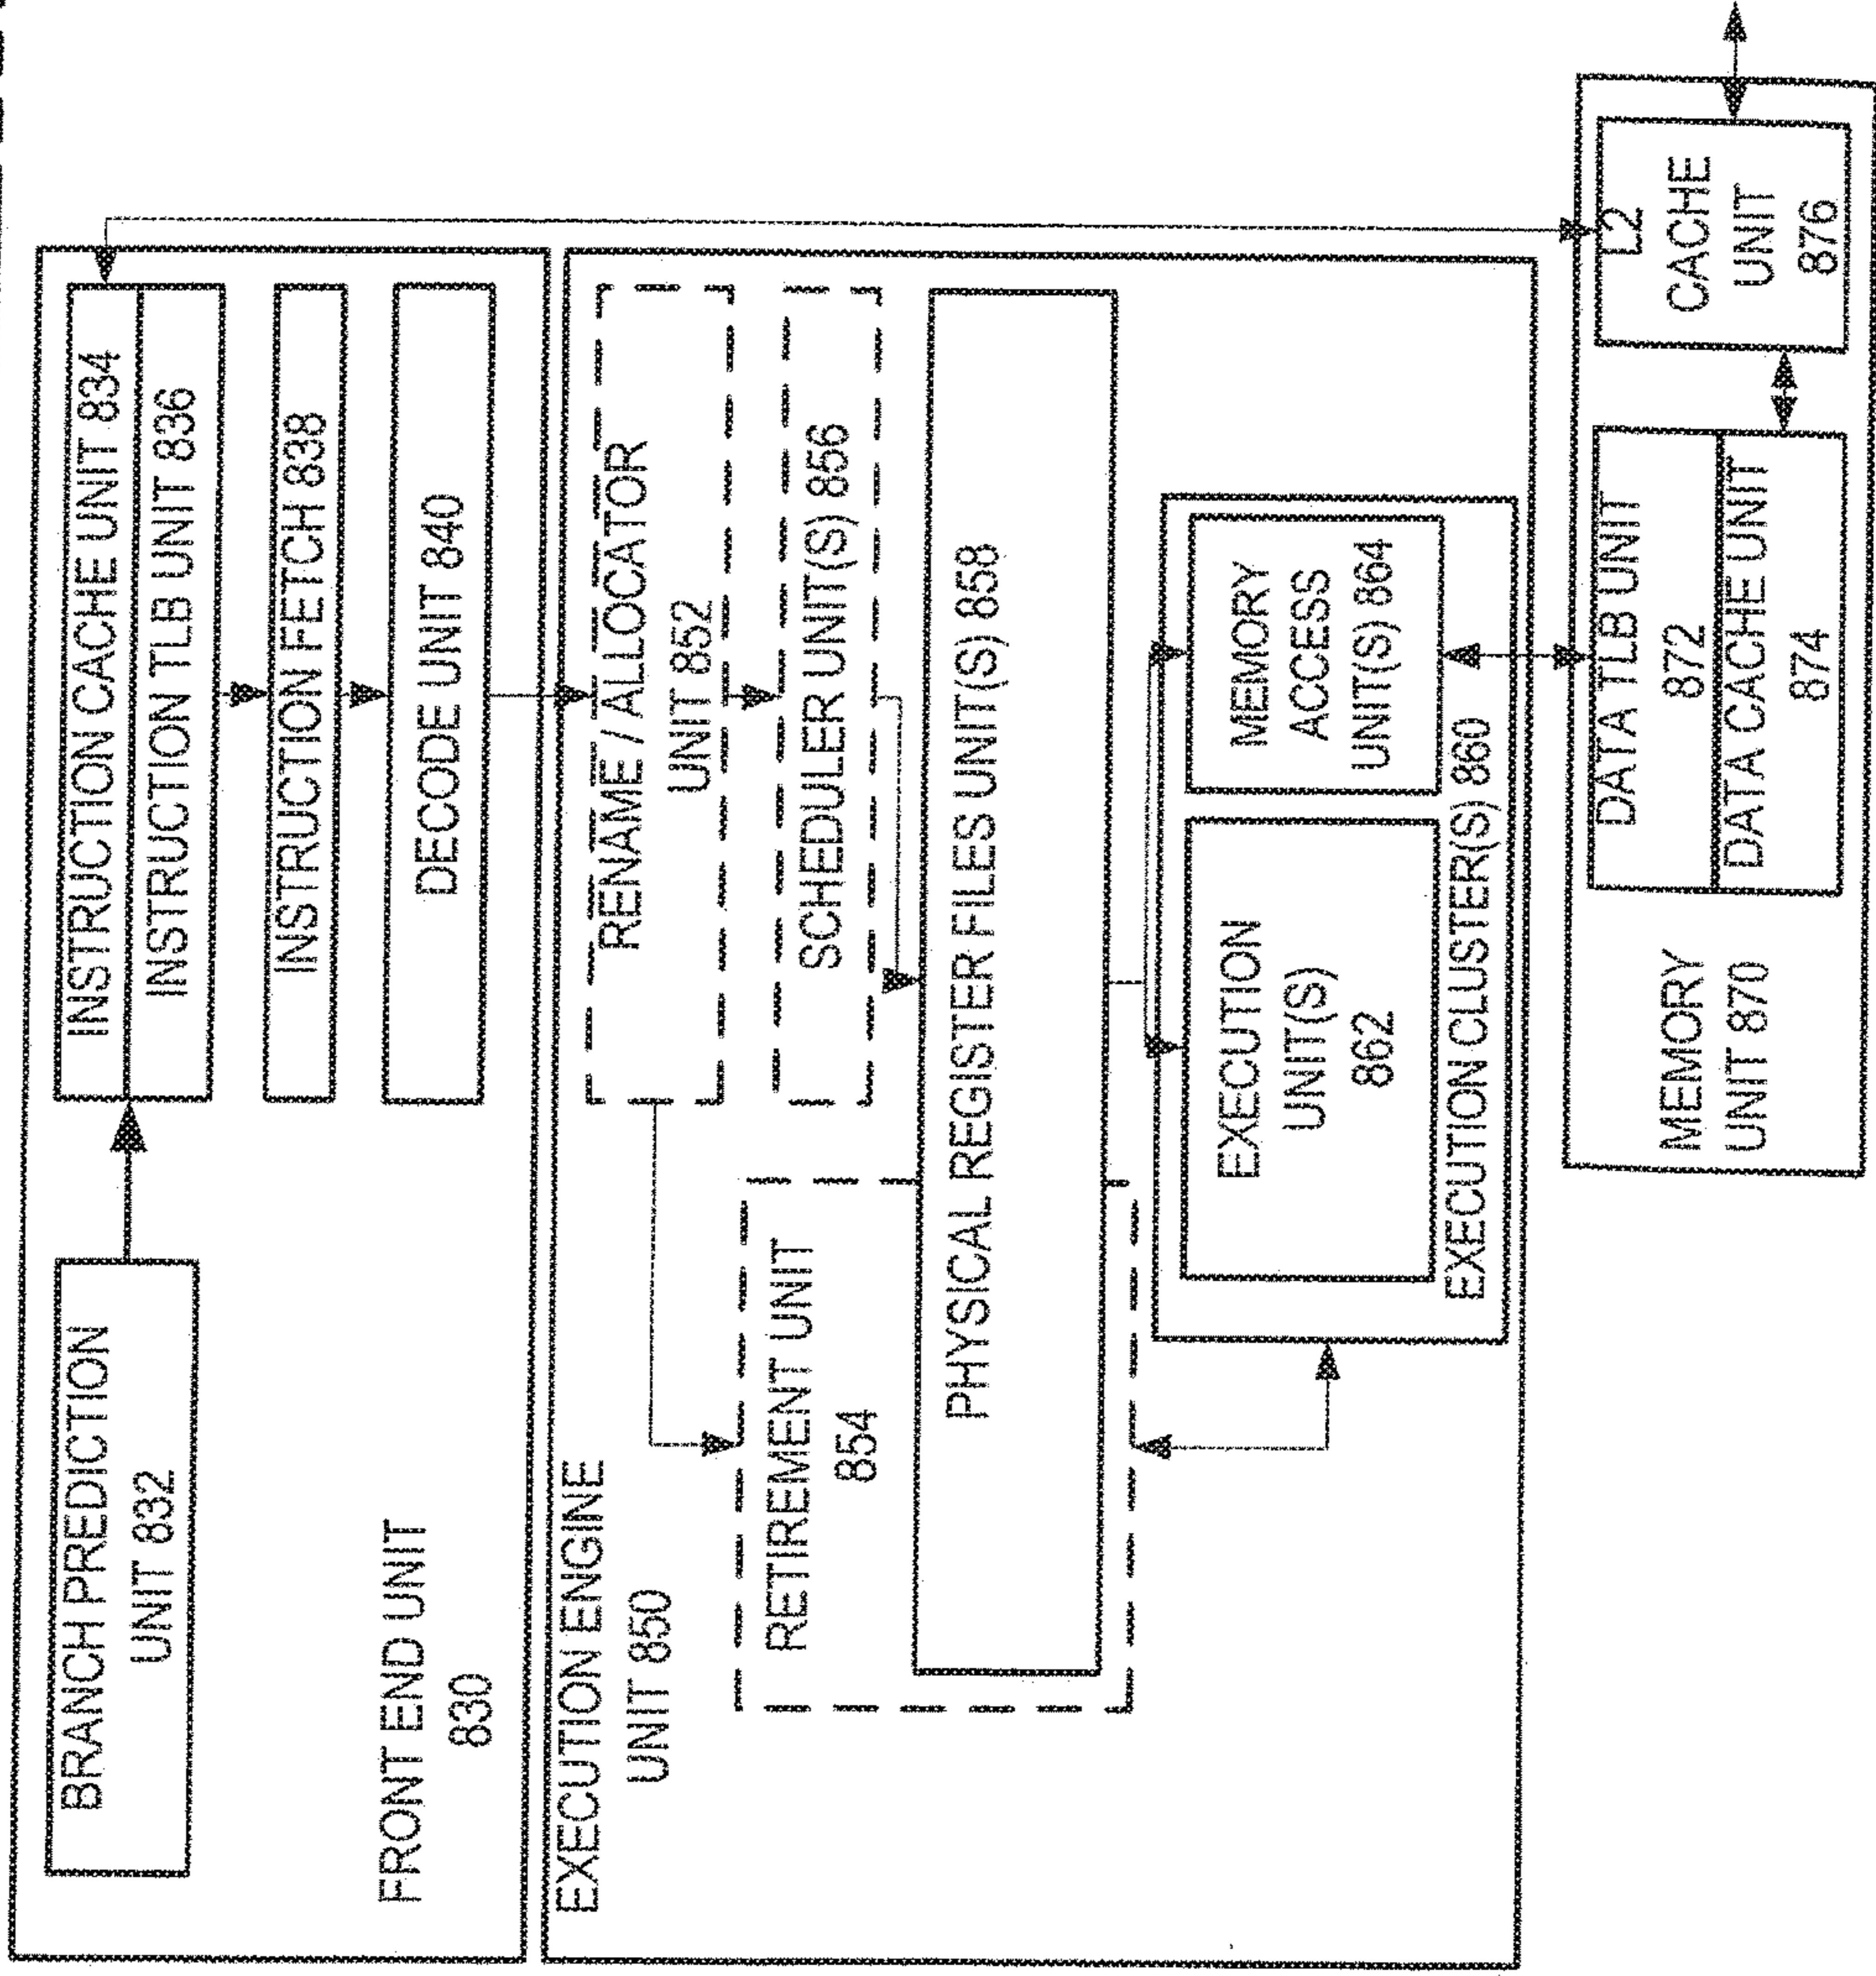 BRANCH PREDICTION
UNIT 832
INSTRUCTION CACHE UNIT 834
INSTRUCTION TLB UNIT 836
INSTRUCTION FETCH 838
DECODE UNIT 840
FRONT END UNIT
830
EXECUTION ENGINE
UNIT 850
RENAME / ALLOCATOR
UNIT 852
SCHEDULER UNIT(S) 856
RETIREMENT UNIT
854
PHYSICAL REGISTER FILES UNIT(S) 858
EXECUTION
UNIT(S)
862
MEMORY
ACCESS
UNIT(S) 864
EXECUTION CLUSTER(S) 860
MEMORY
UNIT 870
DATA TLB UNIT
872
DATA CACHE UNIT
874
L2
CACHE
UNIT
876